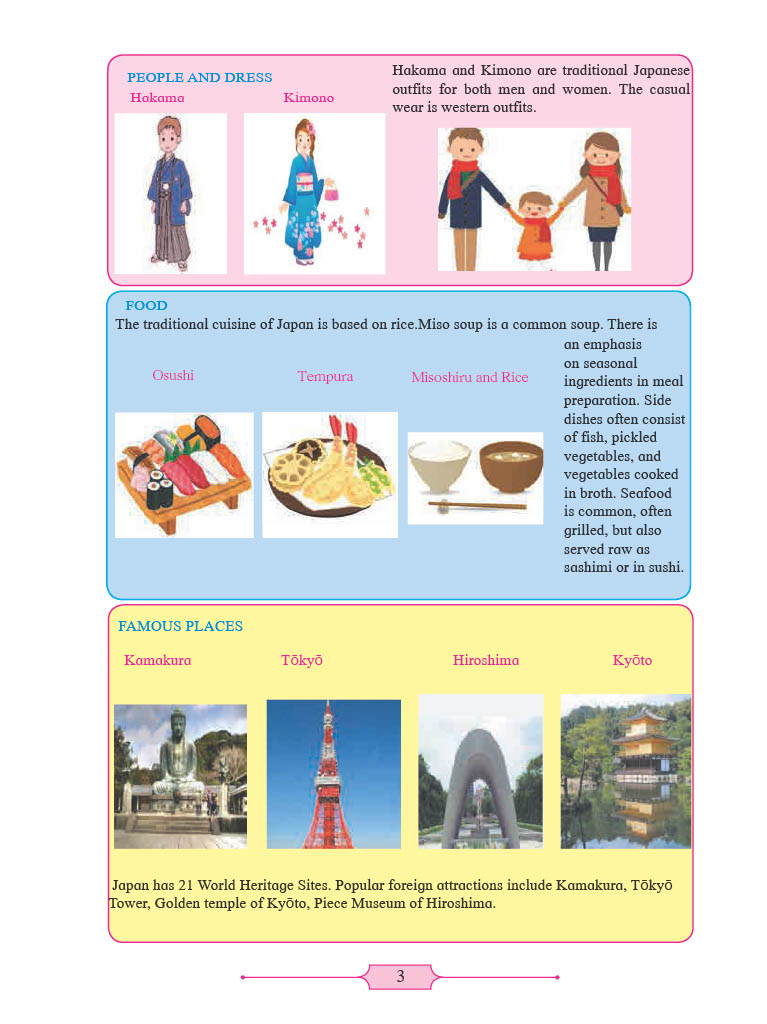 PEOPLE AND DRESS
Hakama
Kimono
Hakama and Kimono are traditional Japanese
outfits for both men and women. The casual
wear is western outfits.
FOOD
The traditional cuisine of Japan is based on rice.Miso soup is a common soup. There is
an emphasis
on seasonal
ingredients in meal
preparation. Side
dishes often consist
of fish, pickled
vegetables, and
vegetables cooked
in broth. Seafood
is common, often
grilled, but also
served raw as
sashimi or in sushi.
Osushi
Tempura
Misoshiru and Rice
FAMOUS PLACES
Kamakura
Tōkyō
Hiroshima
Kyōto
Japan has 21 World Heritage Sites. Popular foreign attractions include Kamakura, Tōkyō
Tower, Golden temple of Kyōto, Piece Museum of Hiroshima.
3